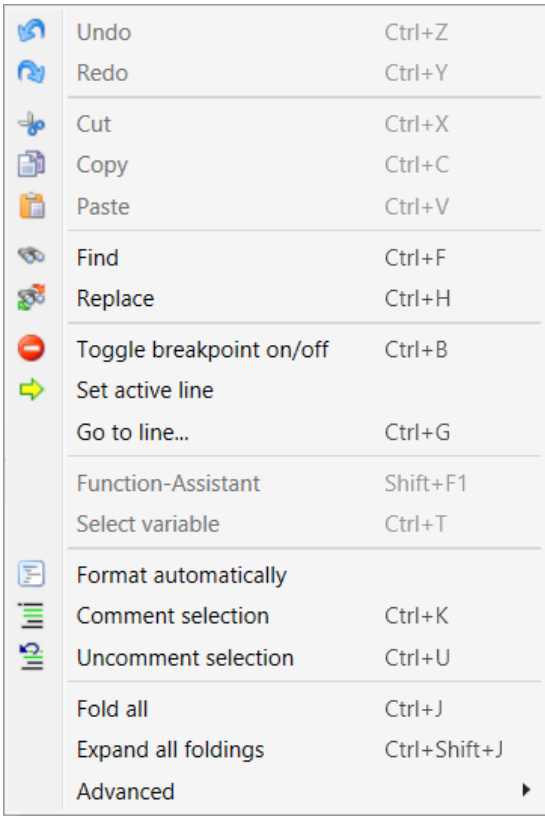 Undo Ctrl+Z
Redo Ctrl+Y
Cut Ctrl+X
Copy Ctrl+C
Paste Ctrl+V
Find Ctrl+F
Replace Ctrl+H
Toggle breakpoint on/off Ctrl+B
Set active line
Go to line... Ctrl+G
Function-Assistant Shift+F1
Select variable Ctrl+T
Format automatically
Comment selection Ctrl+K
Uncomment selection Ctrl+U
Fold all Ctrl+J
Expand all foldings Ctrl+Shift+J
Advanced